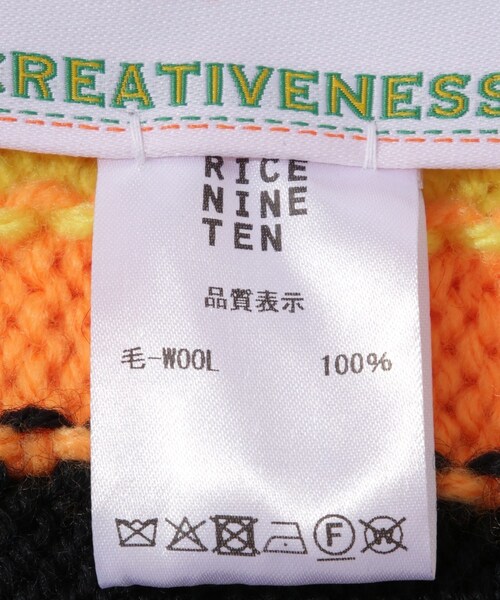 CREATIVENESS
RICE
NINE
TEN
品質表示
毛-WOOL 100%
F W